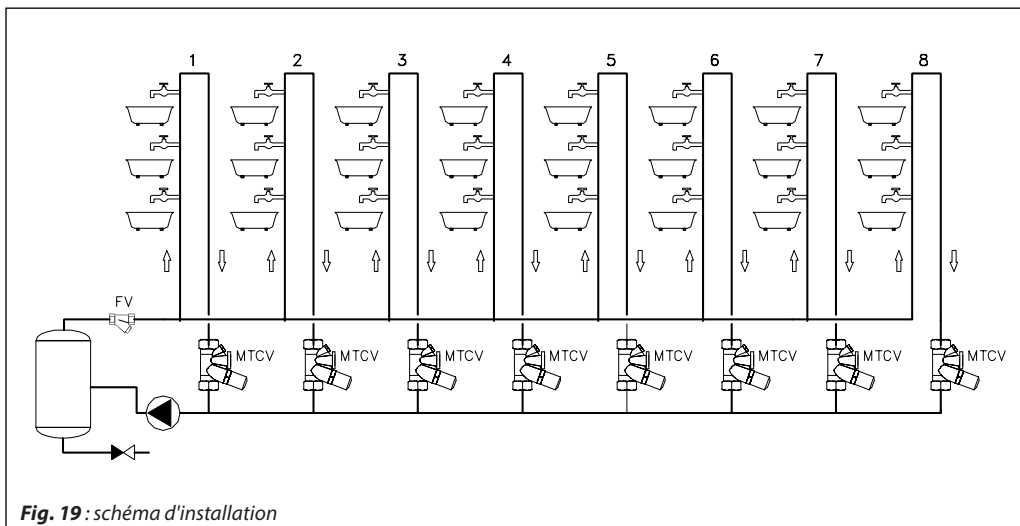 1 2 3 4 5 6 7 8
FV
MTCV MTCV MTCV MTCV MTCV MTCV MTCV MTCV
Fig. 19 : schéma d'installation